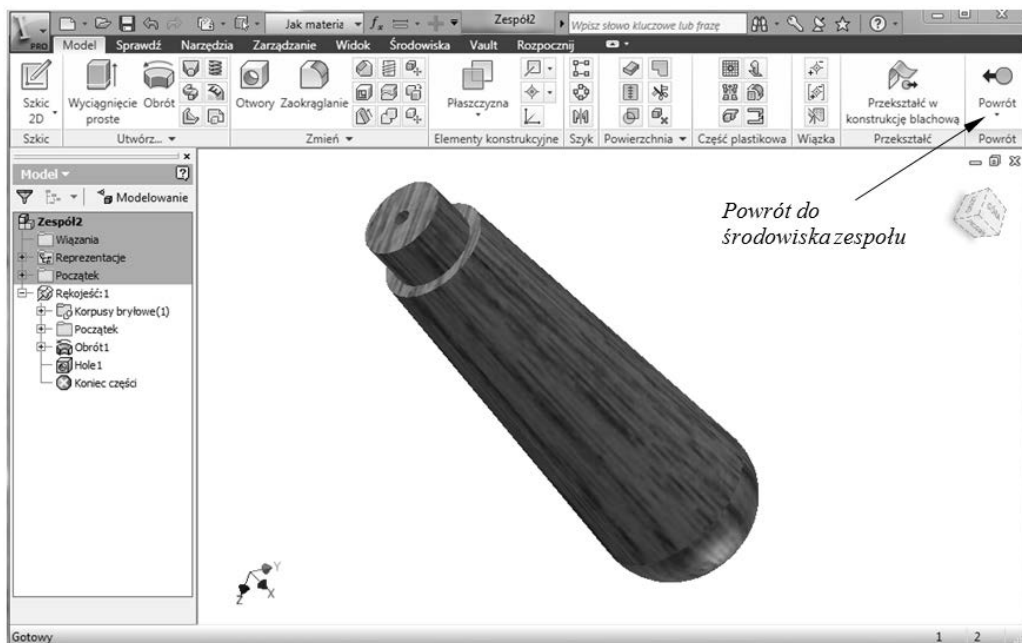 Jak materia
fx
Zespół2
Wpisz słowo kluczowe lub frazę
PRO
Model Sprawdź Narzędzia Zarządzanie Widok Środowiska Vault Rozpocznij
Szkic 2D
Wyciągnięcie proste
Obrót
Otwory
Zaokrąglanie
Płaszczyzna
Przekształć w konstrukcję blachową
Powrót
Szkic Utwórz... Zmień Elementy konstrukcyjne Szyk Powierzchnia Część plastikowa Wiązka Przekształć Powrót
Model
Modelowanie
Zespół2
Wiązania
Reprezentacje
Początek
Rękojeść:1
Korpusy bryłowe(1)
Początek
Obrót1
Hole1
Koniec części
Powrót do
środowiska zespołu
Y
Z
X
Gotowy
1 2